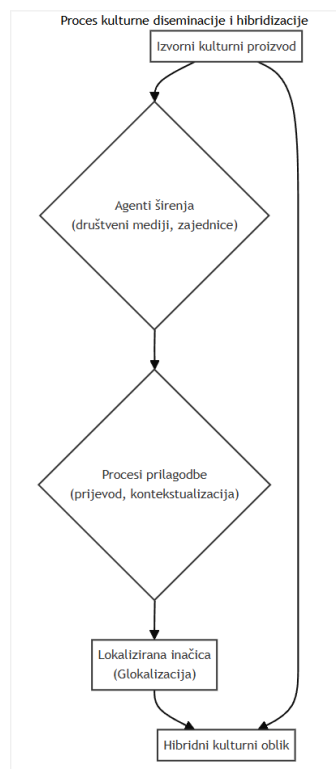 Proces kulturne diseminacije i hibridizacije
Izvorni kulturni proizvod
Agenti širenja
(društveni mediji, zajednice)
Procesi prilagodbe
(prijevod, kontekstualizacija)
Lokalizirana inačica
(Glokalizacija)
Hibridni kulturni oblik